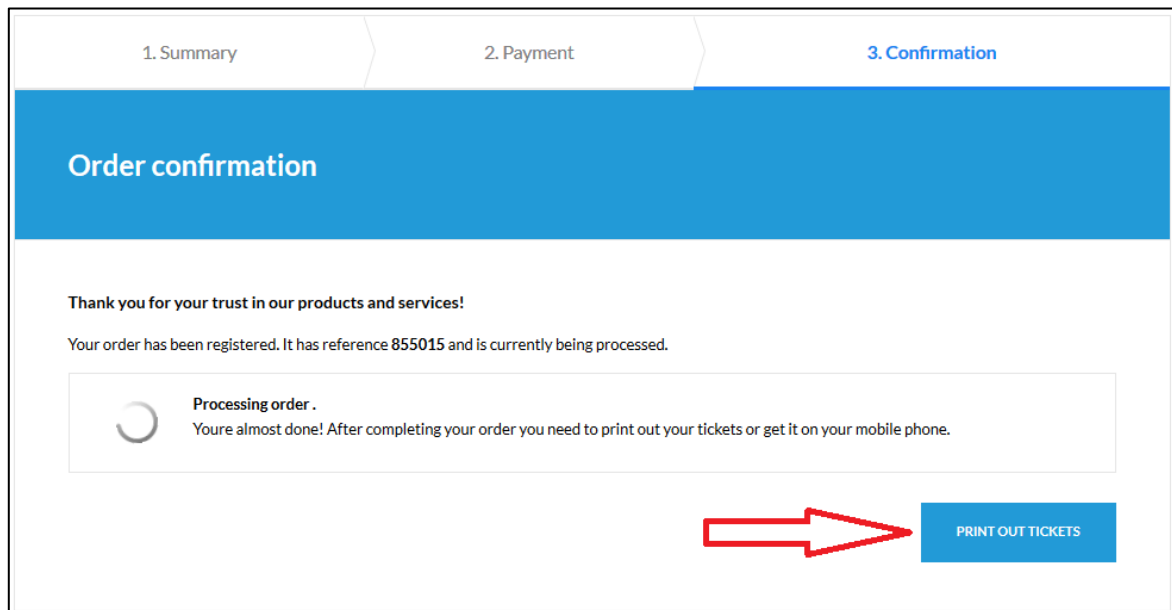 1. Summary
2. Payment
3. Confirmation
Order confirmation
Thank you for your trust in our products and services!
Your order has been registered. It has reference 855015 and is currently being processed.
Processing order .
Youre almost done! After completing your order you need to print out your tickets or get it on your mobile phone.
PRINT OUT TICKETS